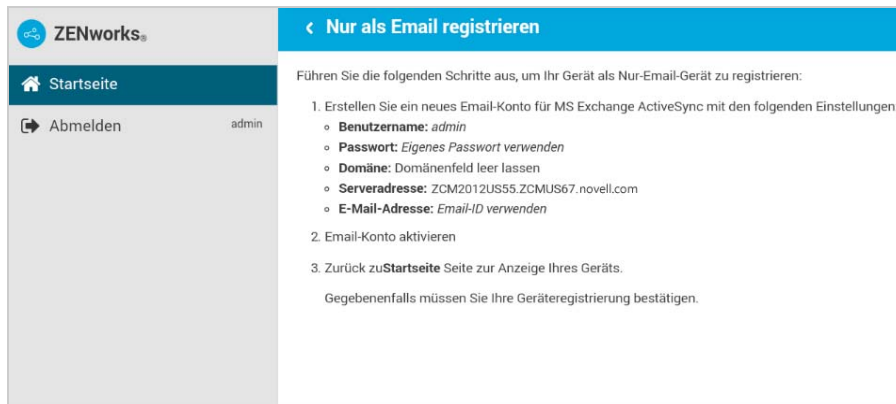 ZENworks®
Startseite
Abmelden admin
Nur als Email registrieren
Führen Sie die folgenden Schritte aus, um Ihr Gerät als Nur-Email-Gerät zu registrieren:
1. Erstellen Sie ein neues Email-Konto für MS Exchange ActiveSync mit den folgenden Einstellungen
Benutzername: admin
Passwort: Eigenes Passwort verwenden
Domäne: Domänenfeld leer lassen
Serveradresse: ZCM2012US55.ZCMUS67.novell.com
E-Mail-Adresse: Email-ID verwenden
2. Email-Konto aktivieren
3. Zurück zuStartseite Seite zur Anzeige Ihres Geräts.
Gegebenenfalls müssen Sie Ihre Geräteregistrierung bestätigen.